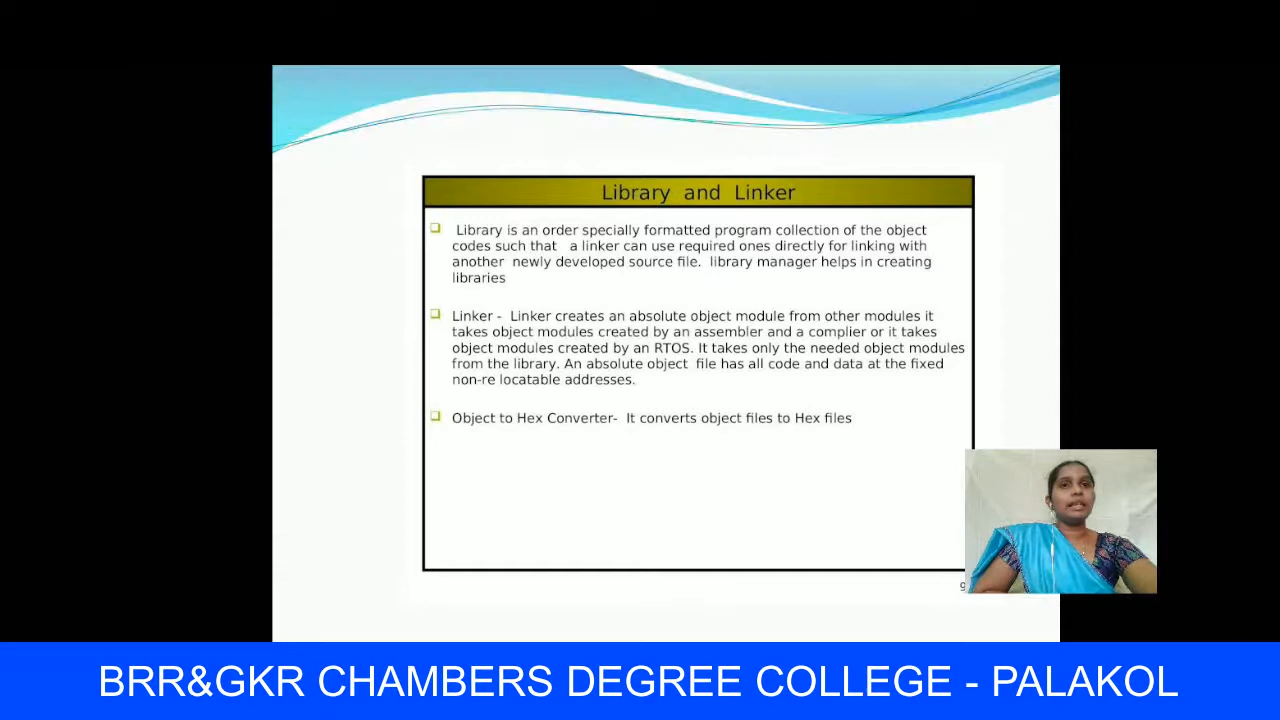 Library and Linker
Library is an order specially formatted program collection of the object
codes such that a linker can use required ones directly for linking with
another newly developed source file. library manager helps in creating
libraries
Linker - Linker creates an absolute object module from other modules it
takes object modules created by an assembler and a complier or it takes
object modules created by an RTOS. It takes only the needed object modules
from the library. An absolute object file has all code and data at the fixed
non-re locatable addresses.
Object to Hex Converter- It converts object files to Hex files
9
BRR&GKR CHAMBERS DEGREE COLLEGE - PALAKOL